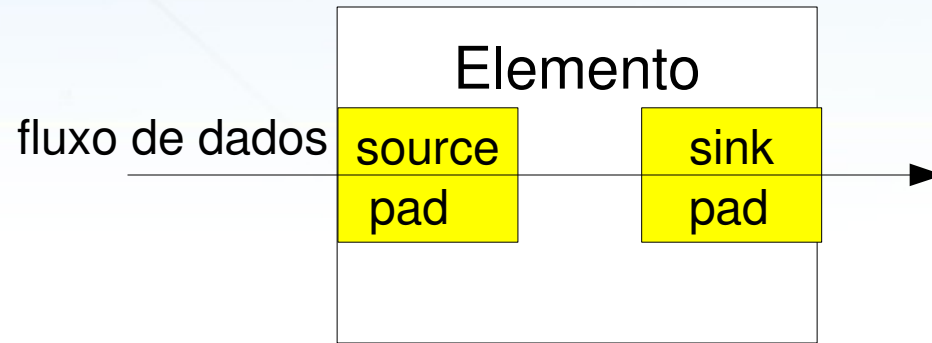 Elemento
fluxo de dados
source
pad
sink
pad